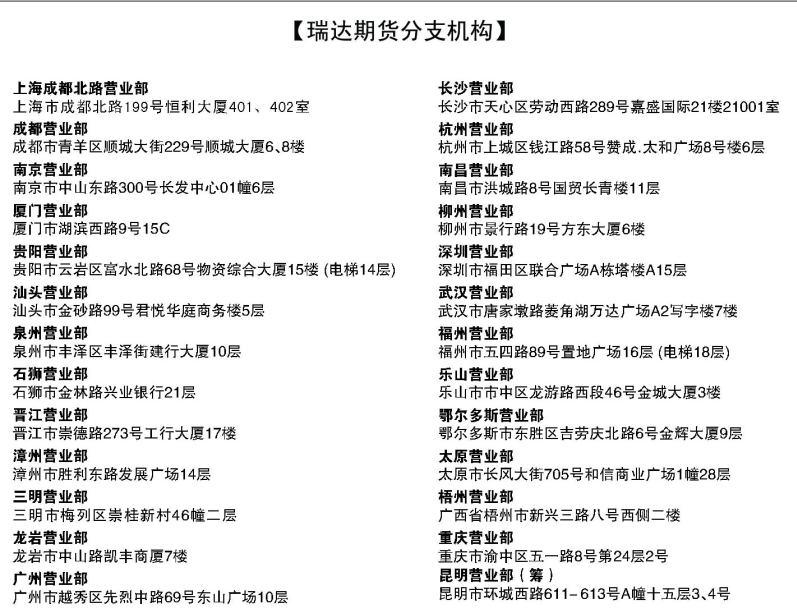 【瑞达期货分支机构】
上海成都北路营业部
上海市成都北路199号恒利大厦401、402室
成都营业部
成都市青羊区顺城大街229号顺城大厦6、8楼
南京营业部
南京市中山东路300号长发中心01幢6层
厦门营业部
厦门市湖滨西路9号15C
贵阳营业部
贵阳市云岩区富水北路68号物资综合大厦15楼 (电梯14层)
汕头营业部
汕头市金砂路99号君悦华庭商务楼5层
泉州营业部
泉州市丰泽区丰泽街建行大厦10层
石狮营业部
石狮市金林路兴业银行21层
晋江营业部
晋江市崇德路273号工行大厦17楼
漳州营业部
漳州市胜利东路发展广场14层
三明营业部
三明市梅列区崇桂新村46幢二层
龙岩营业部
龙岩市中山路凯丰商厦7楼
广州营业部
广州市越秀区先烈中路69号东山广场10层
长沙营业部
长沙市天心区劳动西路289号嘉盛国际21楼21001室
杭州营业部
杭州市上城区钱江路58号赞成.太和广场8号楼6层
南昌营业部
南昌市洪城路8号国贸长青楼11层
柳州营业部
柳州市景行路19号方东大厦6楼
深圳营业部
深圳市福田区联合广场A栋塔楼A15层
武汉营业部
武汉市唐家墩路菱角湖万达广场A2写字楼7楼
福州营业部
福州市五四路89号置地广场16层 (电梯18层)
乐山营业部
乐山市市中区龙游路西段46号金城大厦3楼
鄂尔多斯营业部
鄂尔多斯市东胜区吉劳庆北路6号金辉大厦9层
太原营业部
太原市长风大街705号和信商业广场1幢28层
梧州营业部
广西省梧州市新兴三路八号西侧二楼
重庆营业部
重庆市渝中区五一路8号第24层2号
昆明营业部（筹）
昆明市环城西路611-613号A幢十五层3、4号